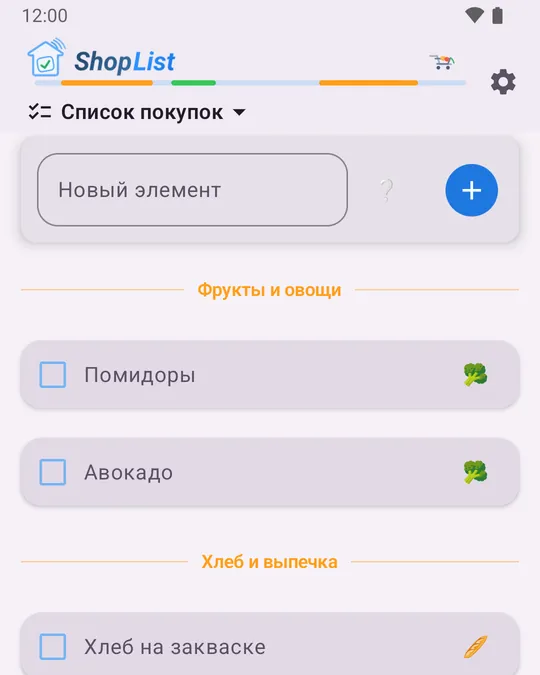 12:00
ShopList
Список покупок
Новый элемент
Фрукты и овощи
Помидоры
Авокадо
Хлеб и выпечка
Хлеб на закваске